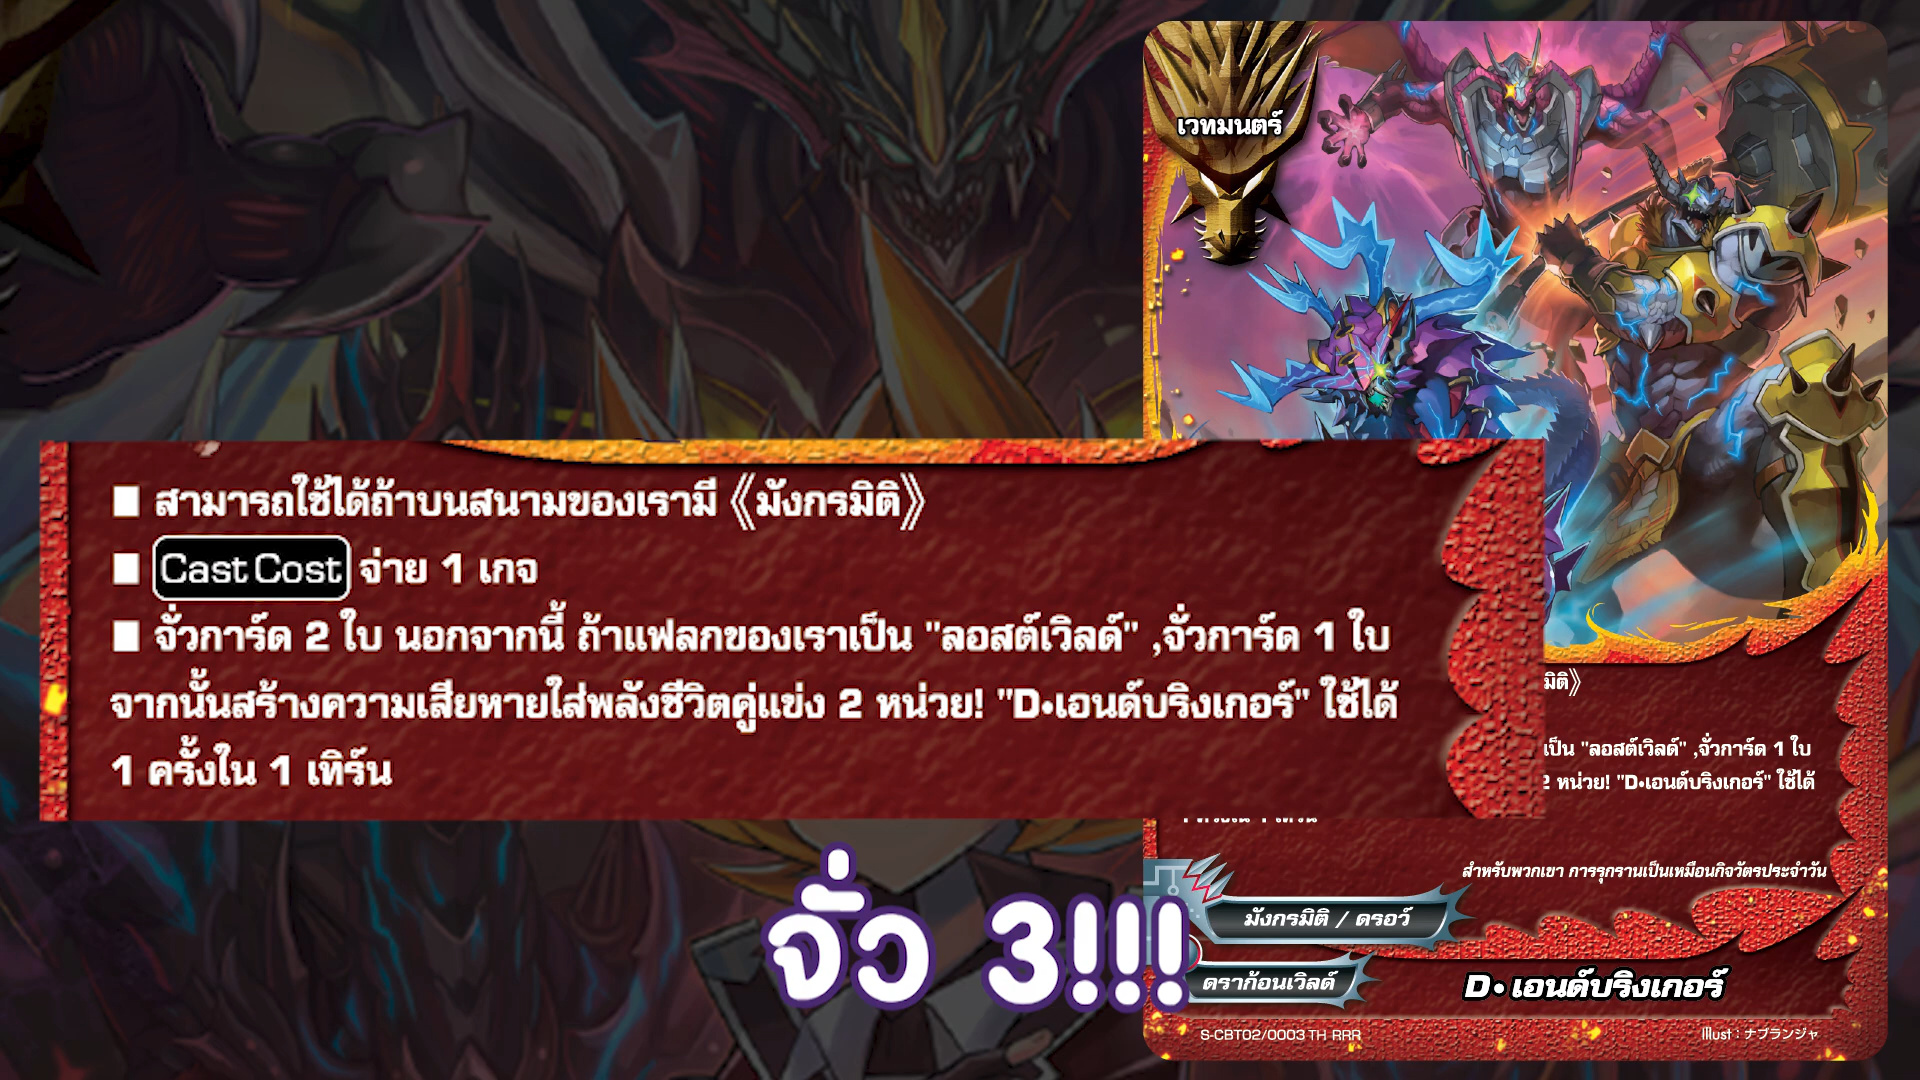 เวทมนตร์
■ สามารถใช้ได้ถ้าบนสนามของเรามี《มังกรมิติ》
■ Cast Cost จ่าย 1 เกจ
■ จั่วการ์ด 2 ใบ นอกจากนี้ ถ้าแฟลกของเราเป็น "ลอสต์เวิลด์" ,จั่วการ์ด 1 ใบ
จากนั้นสร้างความเสียหายใส่พลังชีวิตคู่แข่ง 2 หน่วย! "D•เอนด์บริงเกอร์" ใช้ได้
1 ครั้งใน 1 เทิร์น
มิติ》
เป็น "ลอสต์เวิลด์" ,จั่วการ์ด 1 ใบ
2 หน่วย! "D•เอนด์บริงเกอร์" ใช้ได้
สำหรับพวกเขา การรุกรานเป็นเหมือนกิจวัตรประจำวัน
จั่ว 3!!!
มังกรมิติ / ดรอว์
ดราก้อนเวิลด์
D•เอนด์บริงเกอร์
S-CBT02/0003TH RRR
Illust：ナブランジャ